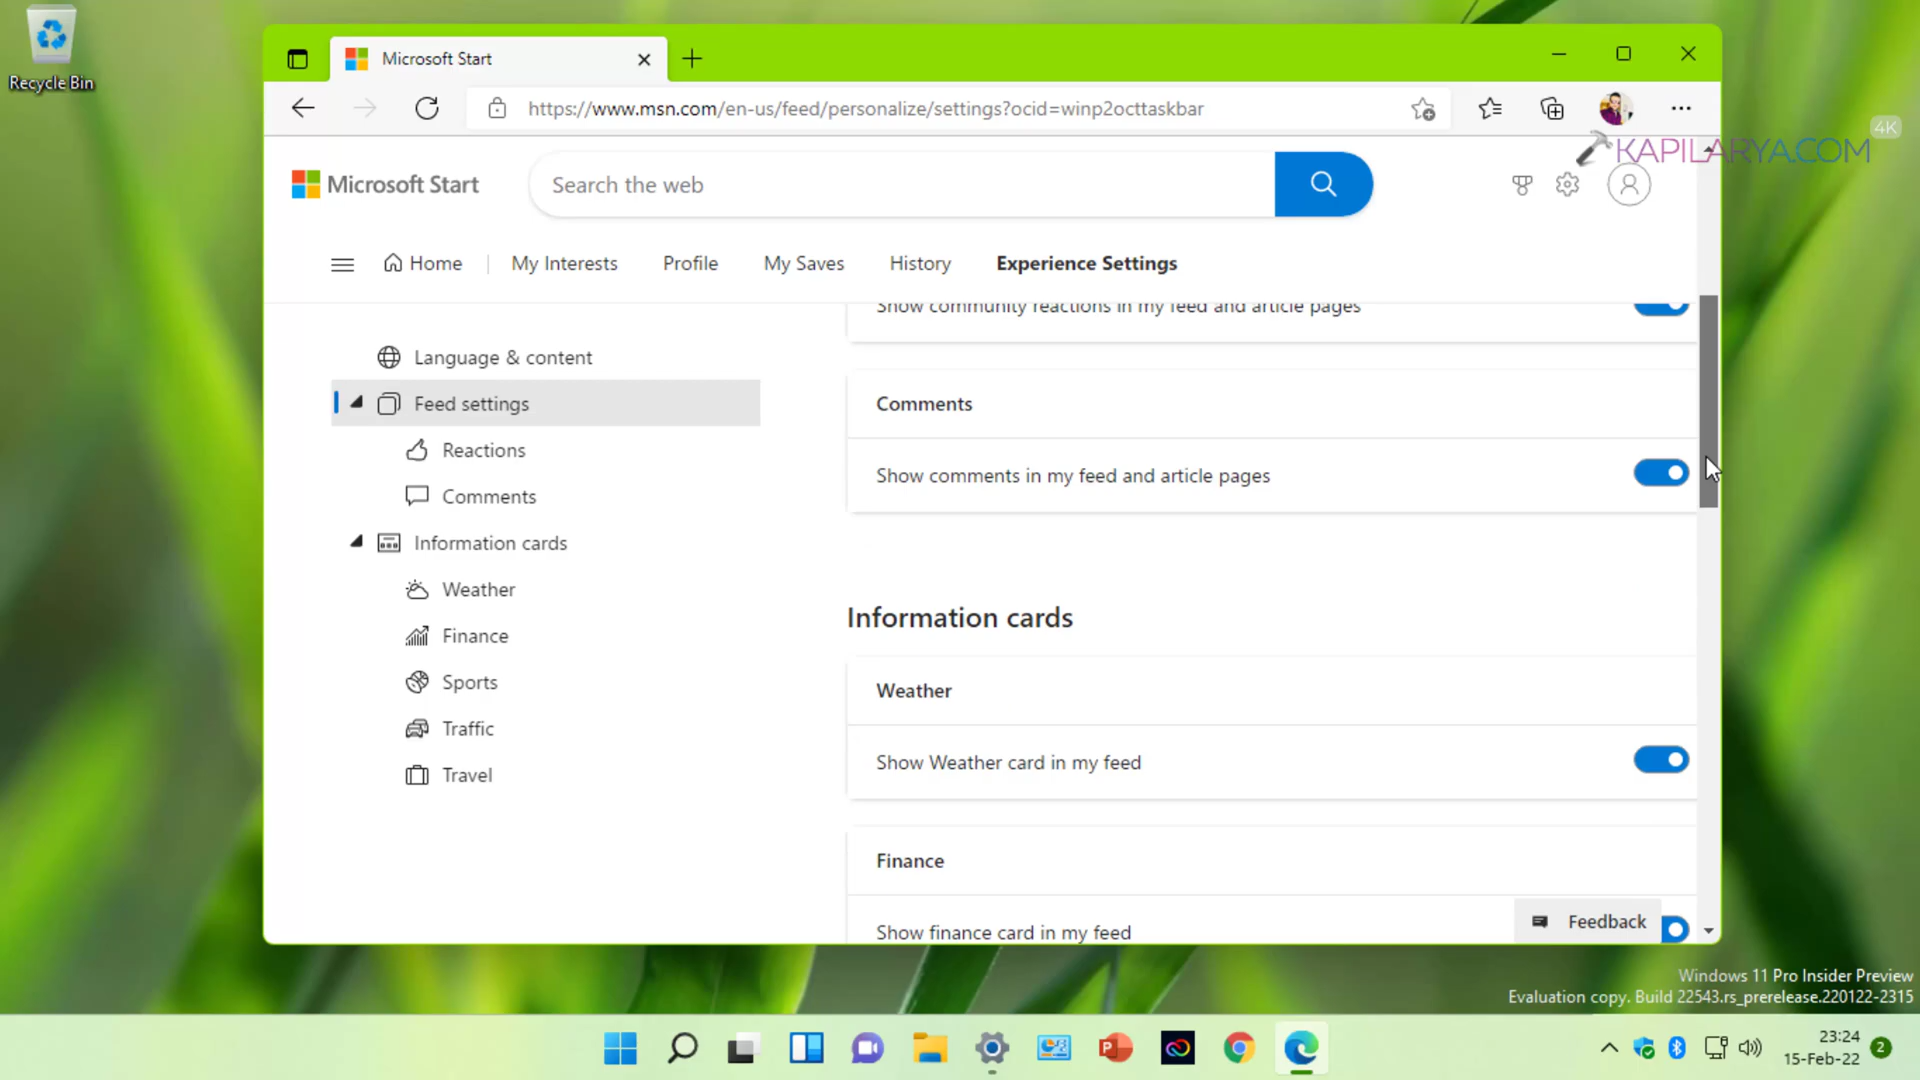 Recycle Bin
Microsoft Start
https://www.msn.com/en-us/feed/personalize/settings?ocid=winp2octtaskbar
4K
KAPILARYA.COM
Microsoft Start
Search the web
Home
My Interests
Profile
My Saves
History
Experience Settings
Show community reactions in my feed and article pages
Language & content
Feed settings
Reactions
Comments
Information cards
Weather
Finance
Sports
Traffic
Travel
Comments
Show comments in my feed and article pages
Information cards
Weather
Show Weather card in my feed
Finance
Show finance card in my feed
Feedback
Windows 11 Pro Insider Preview
Evaluation copy. Build 22543.rs_prerelease.220122-2315
P
23:24
15-Feb-22
2